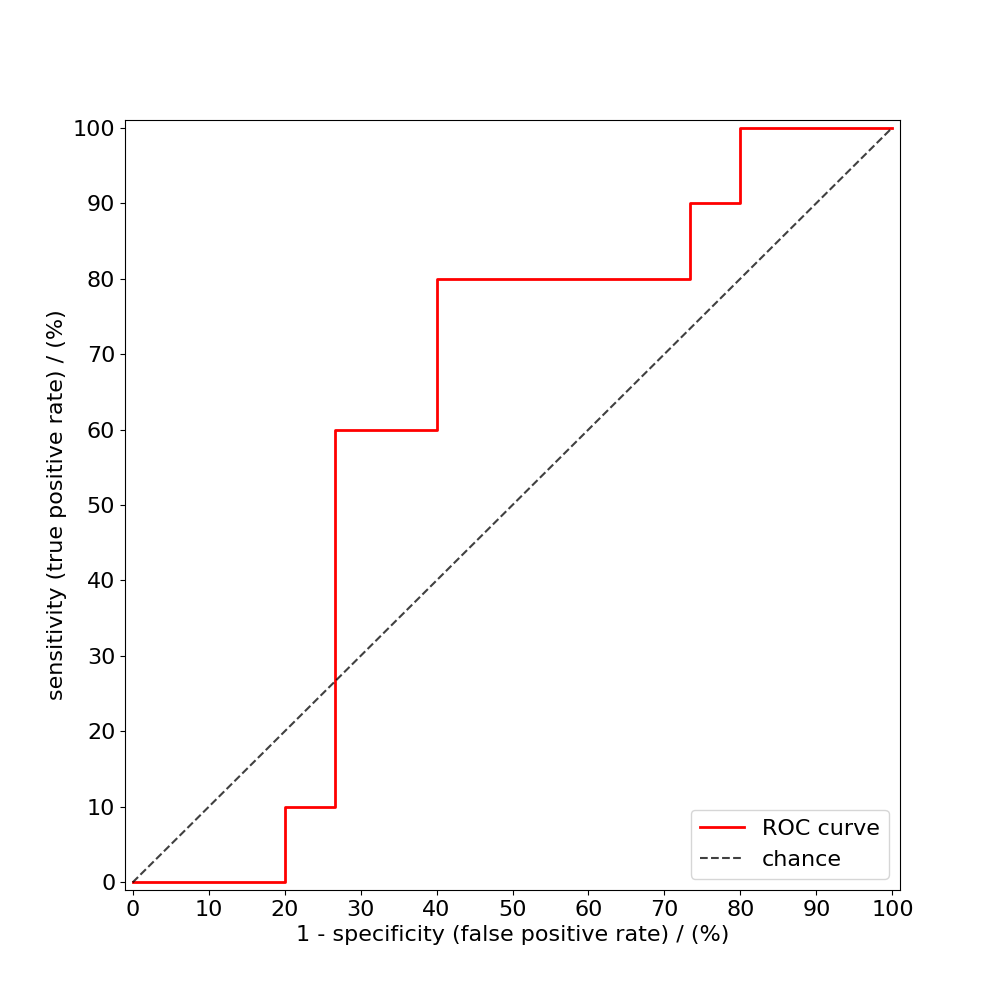 100
90
80
70
60
50
40
30
20
10
0
sensitivity (true positive rate) / (%)
ROC curve
chance
0 10 20 30 40 50 60 70 80 90 100
1 - specificity (false positive rate) / (%)